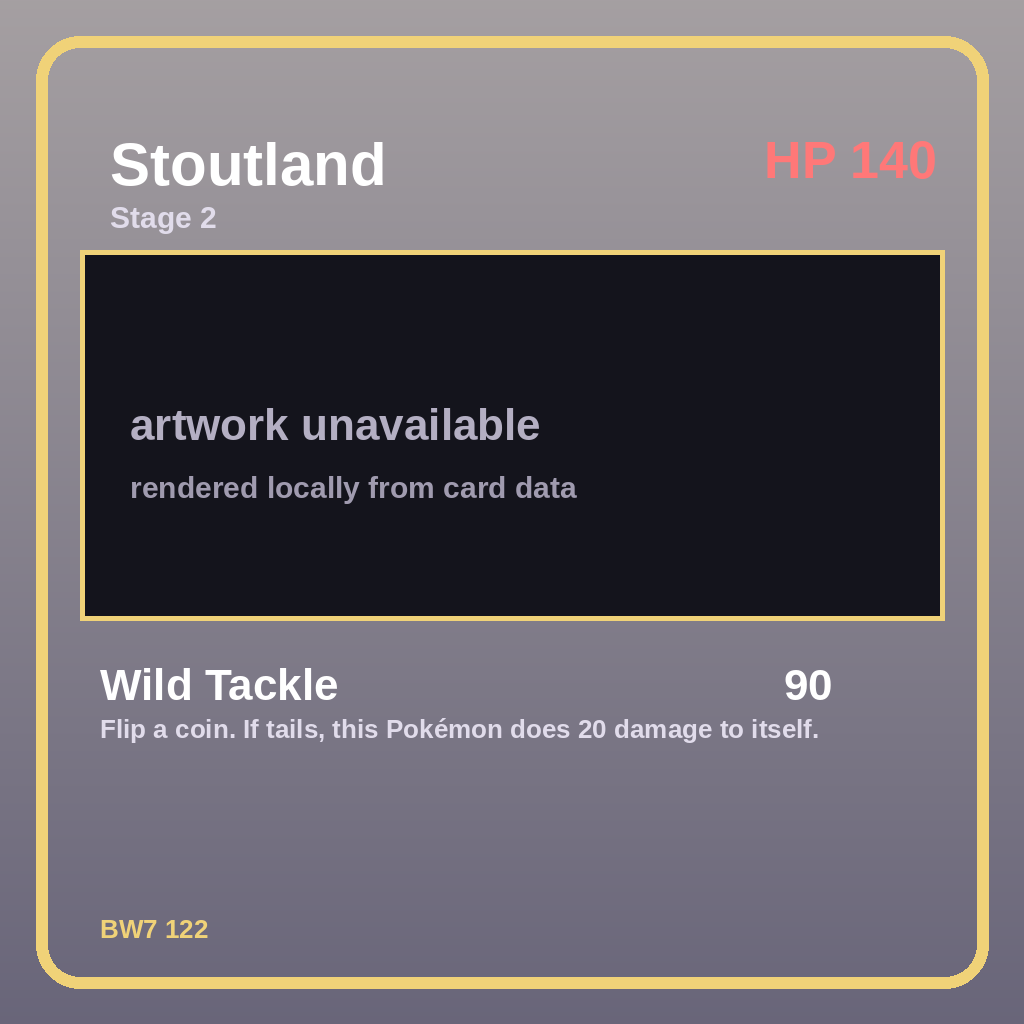 Stoutland
HP 140
Stage 2
artwork unavailable
rendered locally from card data
Wild Tackle
90
Flip a coin. If tails, this Pokémon does 20 damage to itself.
BW7 122